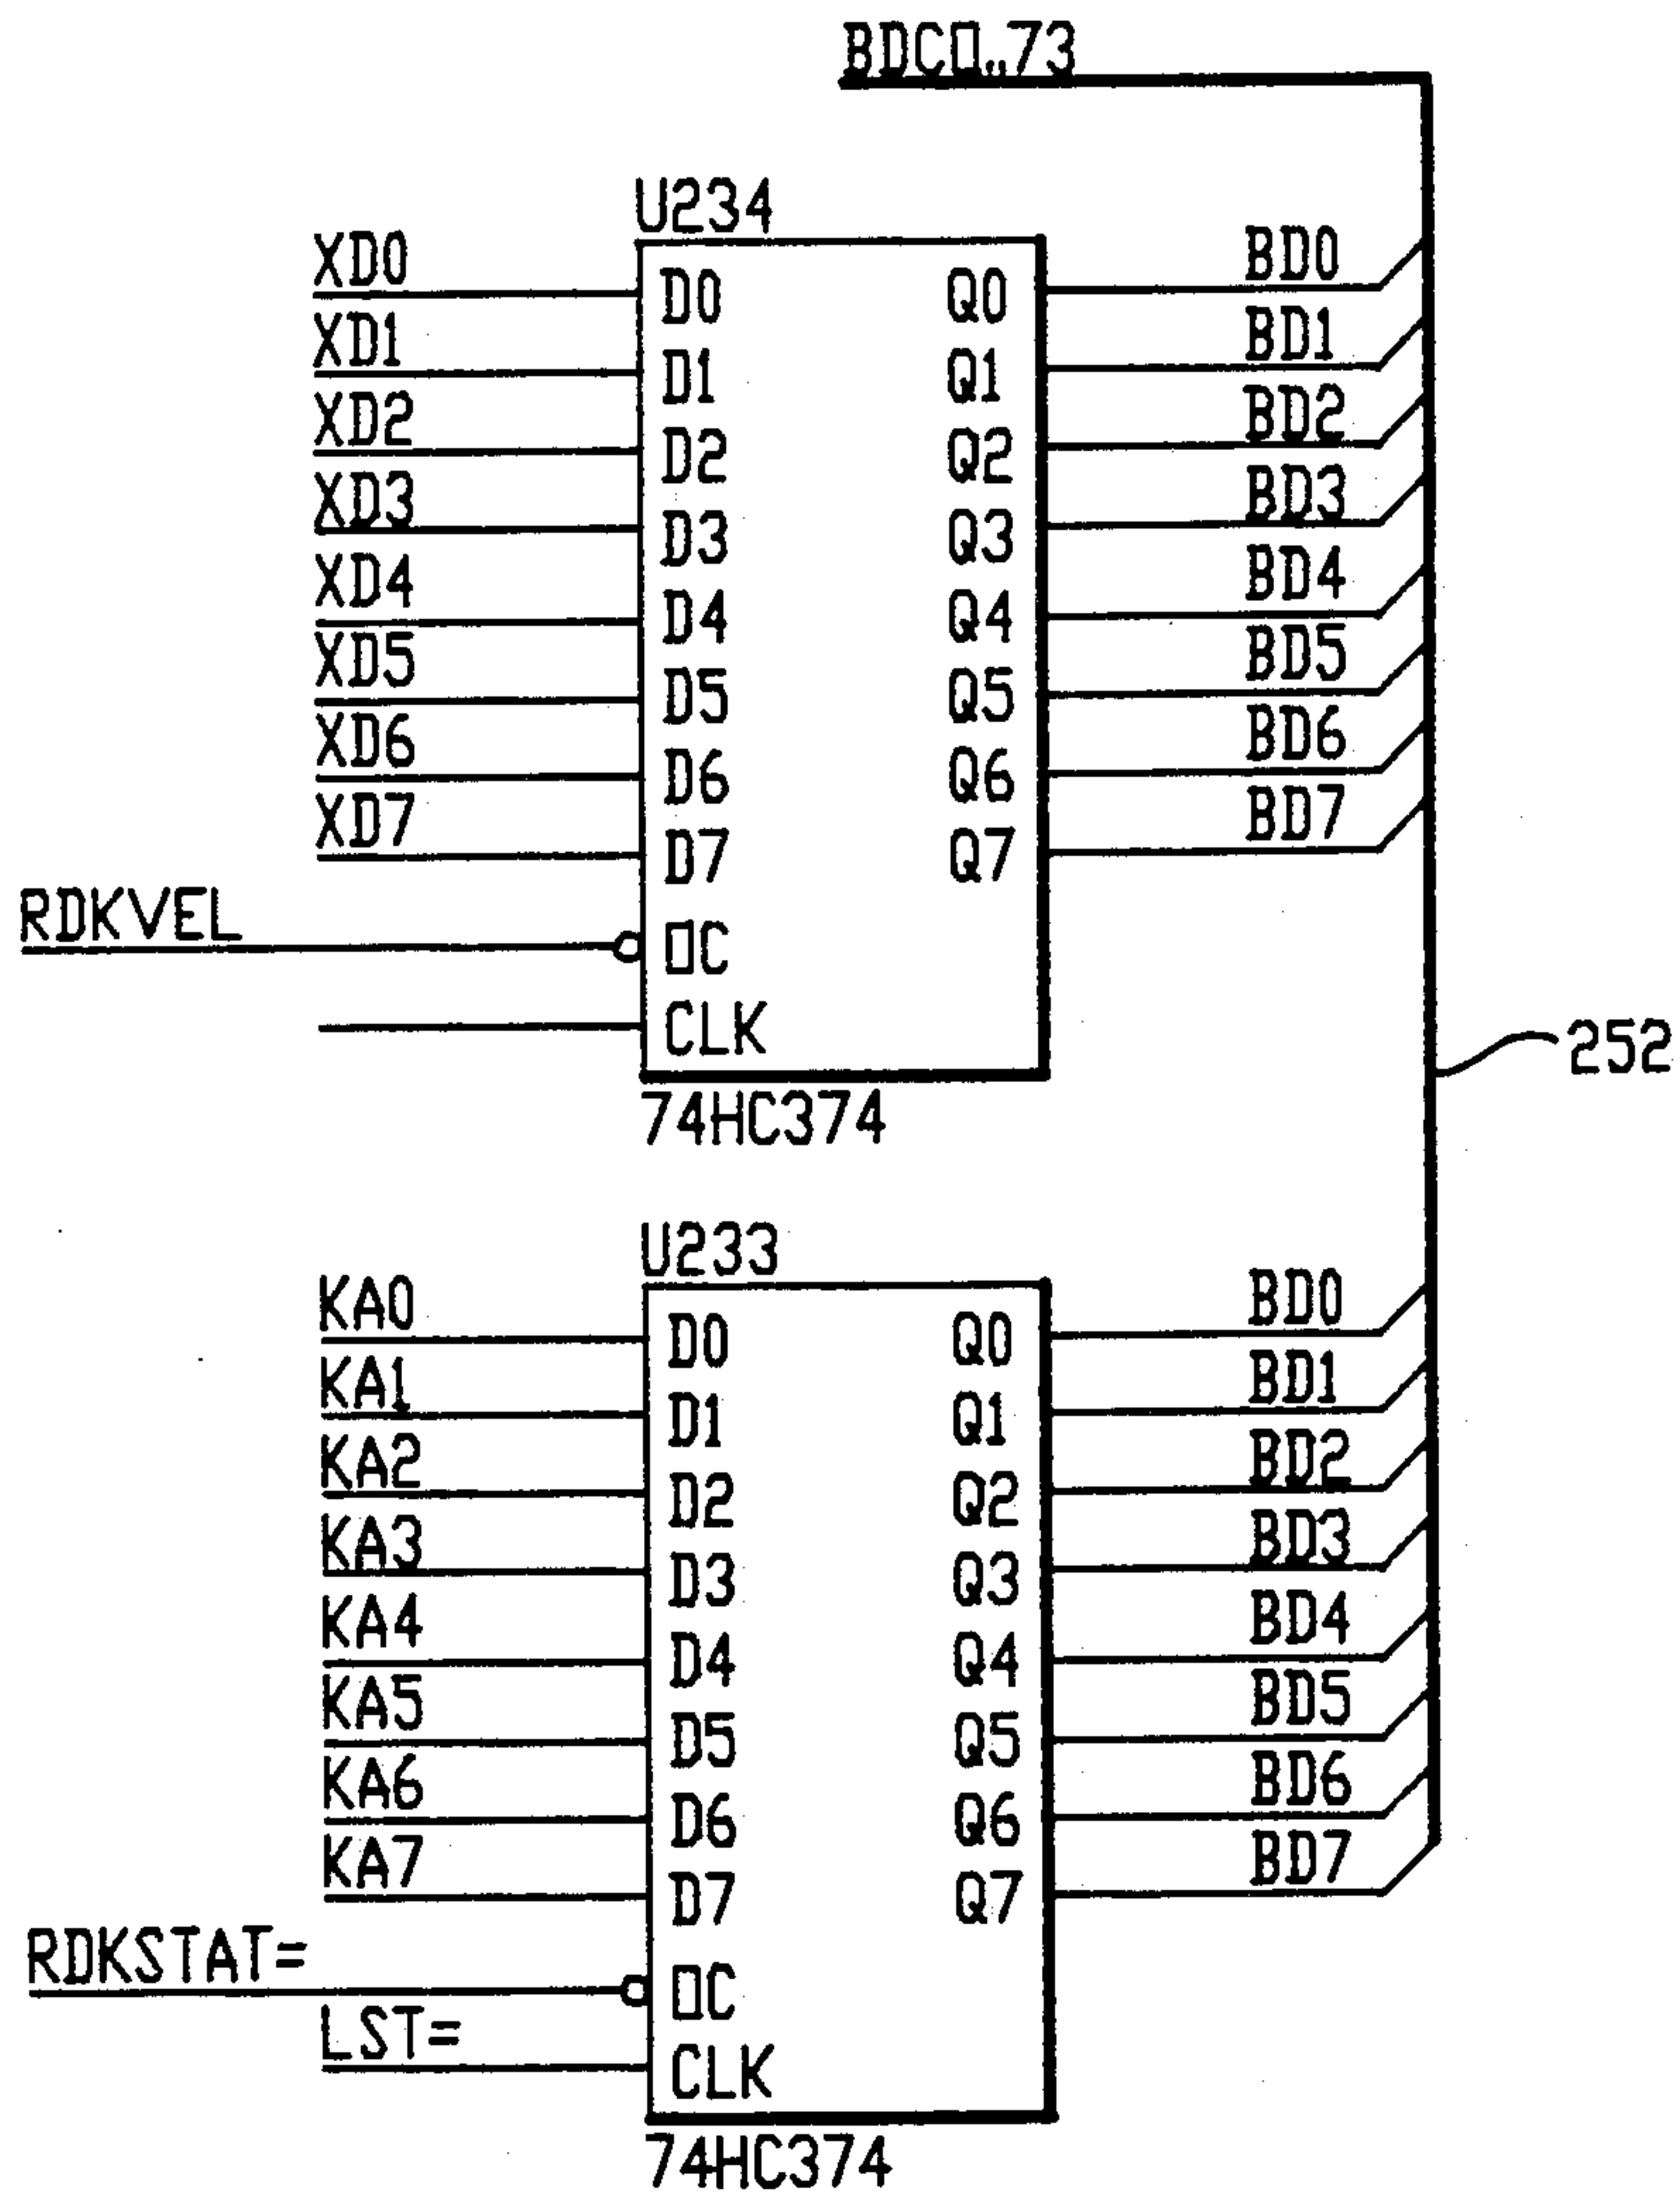 BDC0..73
U234
XD0 D0 Q0 BD0
XD1 D1 Q1 BD1
XD2 D2 Q2 BD2
XD3 D3 Q3 BD3
XD4 D4 Q4 BD4
XD5 D5 Q5 BD5
XD6 D6 Q6 BD6
XD7 D7 Q7 BD7
RDKVEL OC
CLK
252
74HC374
U233
KA0 D0 Q0 BD0
KA1 D1 Q1 BD1
KA2 D2 Q2 BD2
KA3 D3 Q3 BD3
KA4 D4 Q4 BD4
KA5 D5 Q5 BD5
KA6 D6 Q6 BD6
KA7 D7 Q7 BD7
RDKSTAT= OC
LST= CLK
74HC374